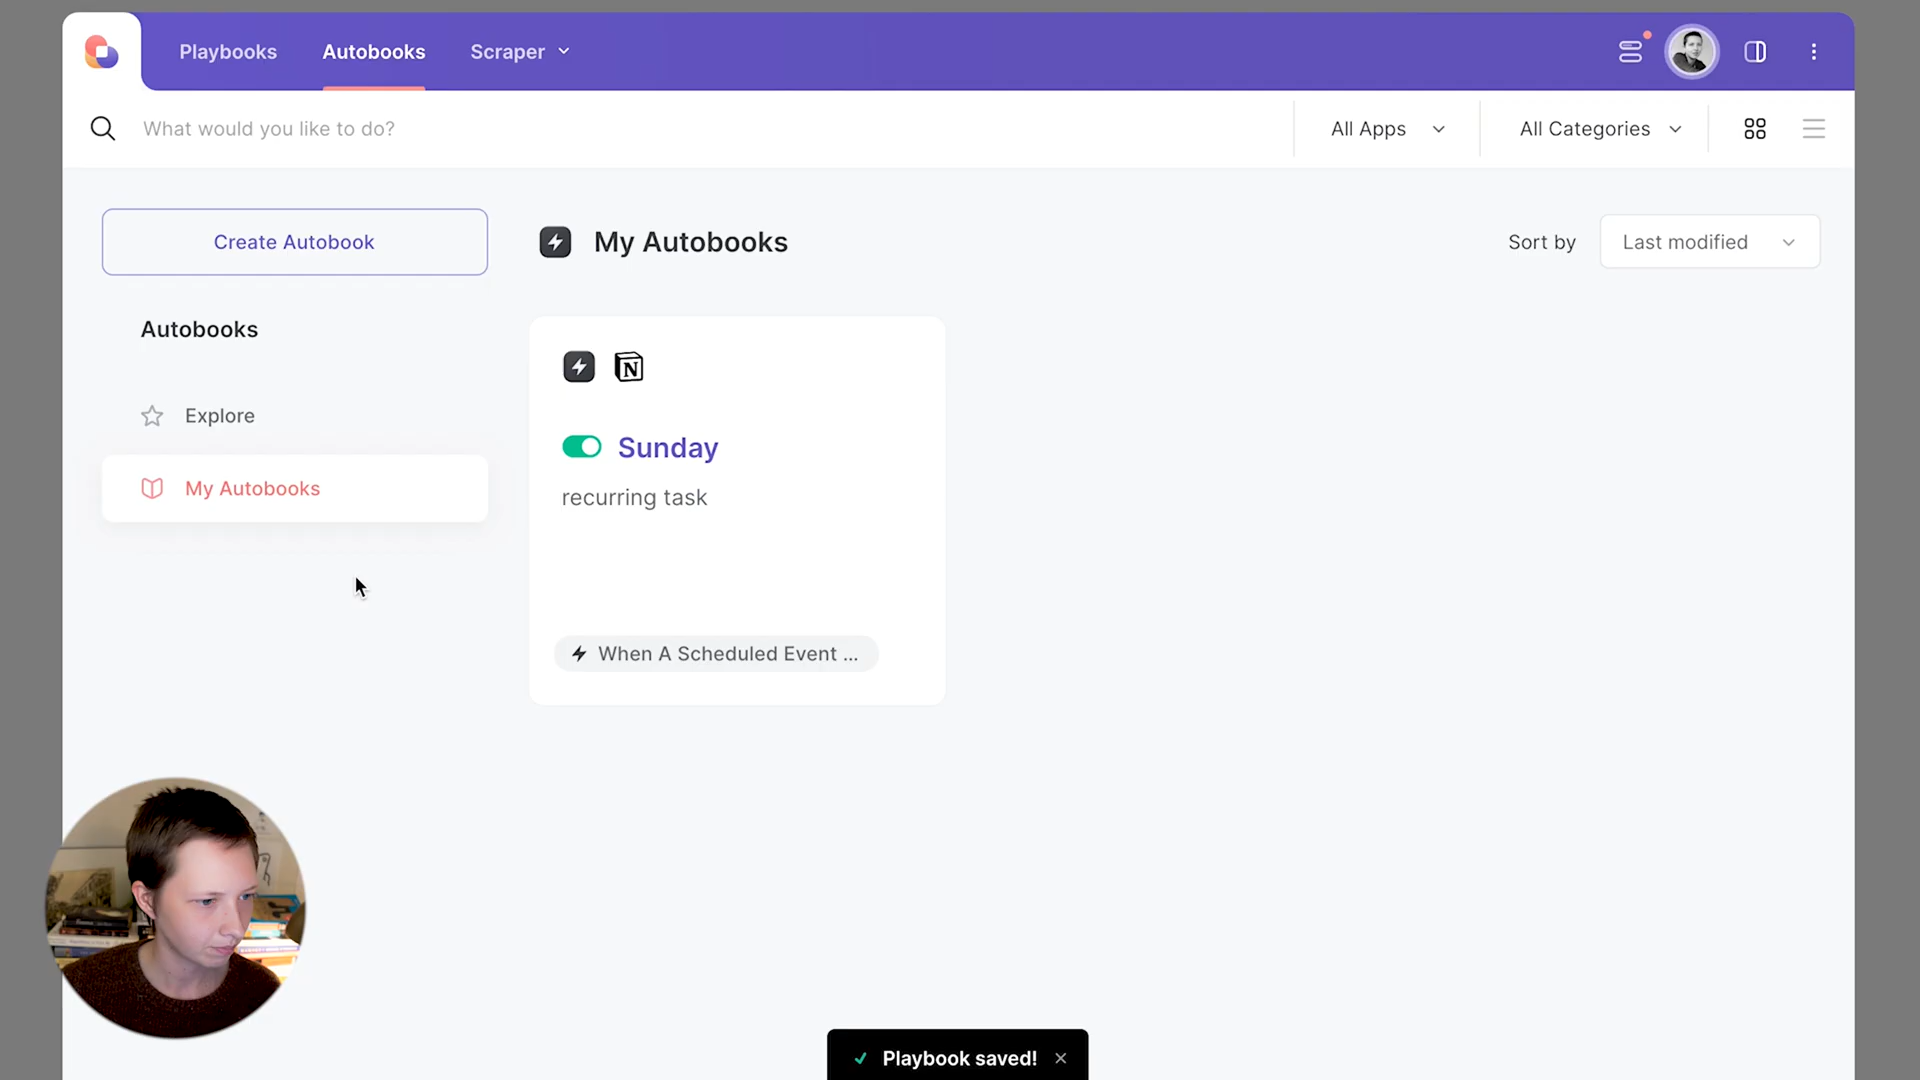 Playbooks Autobooks Scraper
What would you like to do? All Apps All Categories
Create Autobook
My Autobooks
Sort by Last modified
Autobooks
Explore
My Autobooks
N
Sunday
recurring task
When A Scheduled Event ...
Playbook saved!